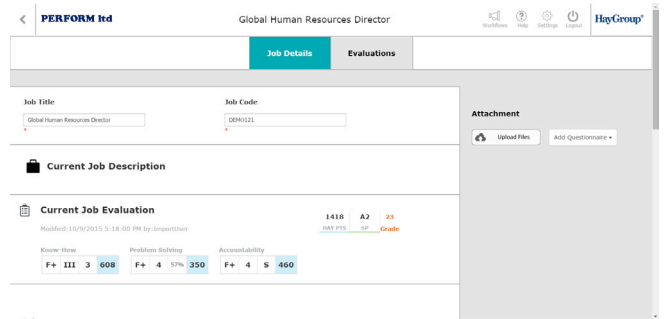 PERFORM ltd
Global Human Resources Director
Workflows Help Settings Logout
HayGroup®
Job Details Evaluations
Job Title Job Code
Global Human Resources Director DEMO121
* *
Attachment
Upload Files Add Questionnaire
Current Job Description
Current Job Evaluation
Modified:10/9/2015 5:18:00 PM by:ImportUser
1418 A2 23
HAY PTS SP Grade
Know-How Problem Solving Accountability
F+ III 3 608 F+ 4 57% 350 F+ 4 S 460